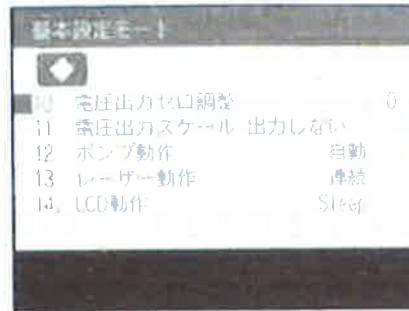 基本設定モード
10 電圧出力ゼロ調整 0
11 電圧出力スケール 出力しない
12 ポンプ動作 自動
13 レーザー動作 連続
14. LCD動作 Sleep